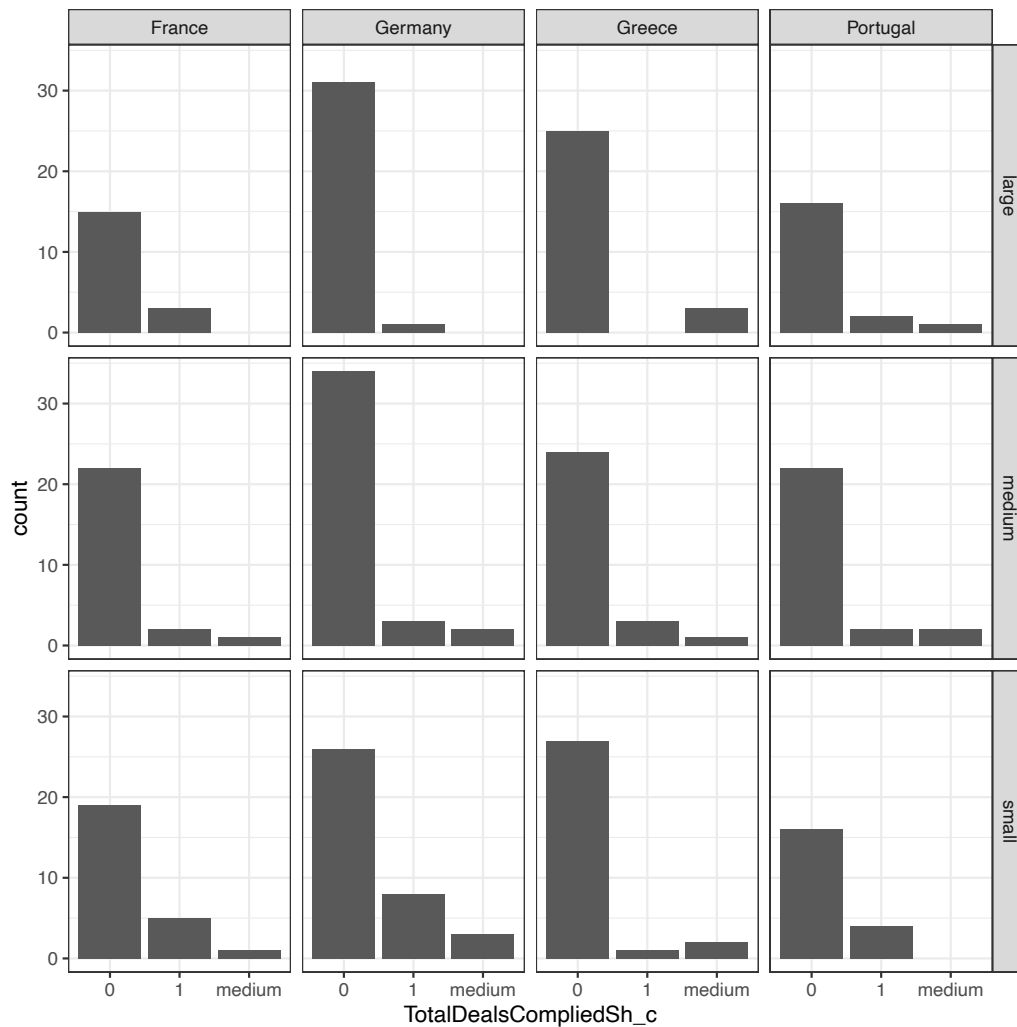 France Germany Greece Portugal
30
20
10
0
large
30
20
10
0
medium
count
30
20
10
0
small
0 1 medium 0 1 medium 0 1 medium 0 1 medium
TotalDealsCompliedSh_c